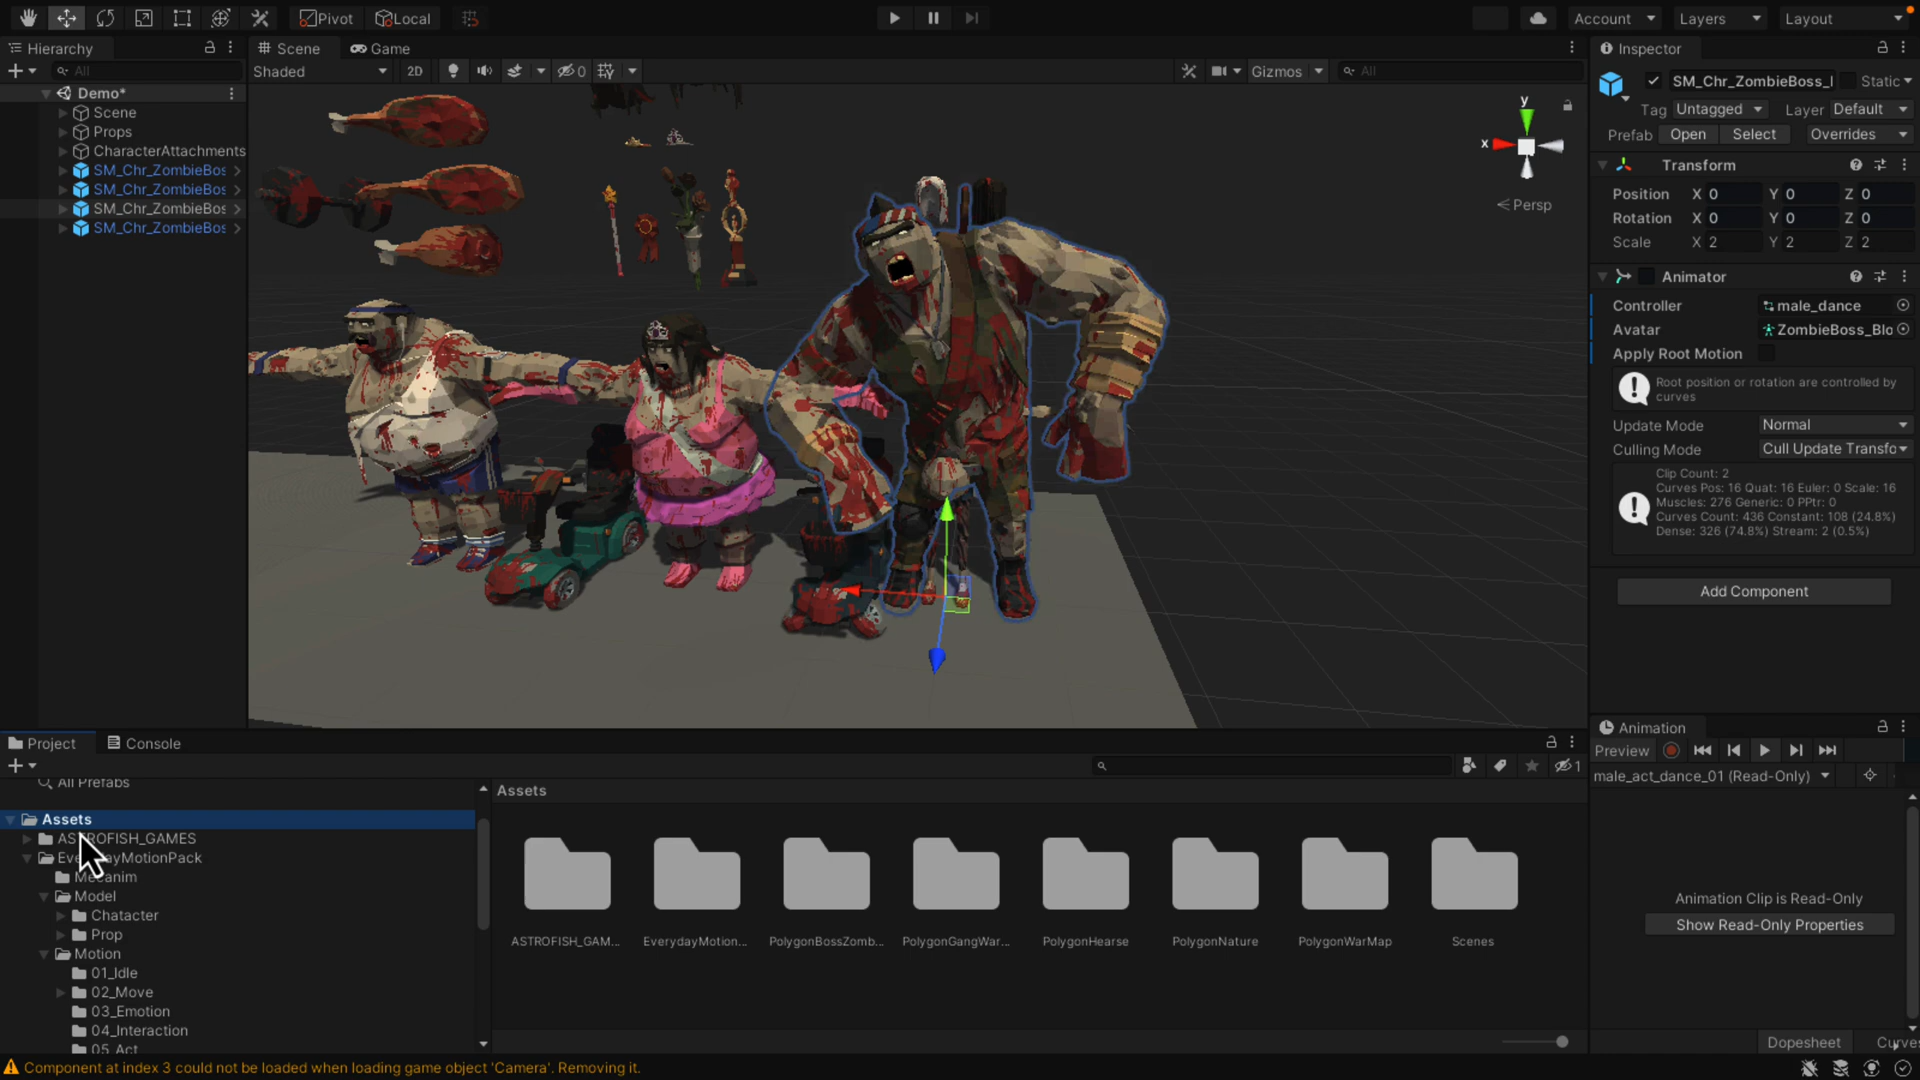 Pivot
Local
Account
Layers
Layout
Hierarchy
Scene
Game
Inspector
All
Shaded
2D
0
Gizmos
All
SM_Chr_ZombieBoss_I
Static
Demo*
Tag Untagged
Layer Default
Scene
Prefab Open Select Overrides
Props
CharacterAttachments
Transform
SM_Chr_ZombieBos
SM_Chr_ZombieBos
SM_Chr_ZombieBos
SM_Chr_ZombieBos
y
x
Persp
Position X 0 Y 0 Z 0
Rotation X 0 Y 0 Z 0
Scale X 2 Y 2 Z 2
Animator
Controller male_dance
Avatar ZombieBoss_Blo
Apply Root Motion
Root position or rotation are controlled by
curves
Update Mode Normal
Culling Mode Cull Update Transfo
Clip Count: 2
Curves Pos: 16 Quat: 16 Euler: 0 Scale: 16
Muscles: 276 Generic: 0 PPtr: 0
Curves Count: 436 Constant: 108 (24.8%)
Dense: 326 (74.8%) Stream: 2 (0.5%)
Add Component
Project
Console
Animation
Preview
male_act_dance_01 (Read-Only)
1
All Prefabs
Assets
ASTROFISH_GAMES
EverydayMotionPack
Mecanim
Model
Chatacter
Prop
Motion
01_Idle
02_Move
03_Emotion
04_Interaction
05_Act
Assets
ASTROFISH_GAM...
EverydayMotion...
PolygonBossZomb...
PolygonGangWar...
PolygonHearse
PolygonNature
PolygonWarMap
Scenes
Animation Clip is Read-Only
Show Read-Only Properties
Dopesheet
Curves
Component at index 3 could not be loaded when loading game object 'Camera'. Removing it.